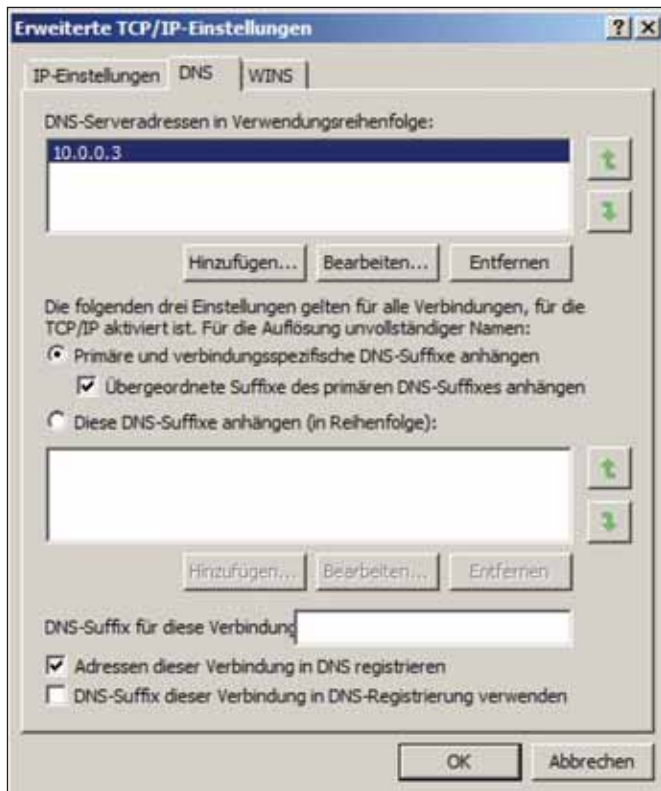 Erweiterte TCP/IP-Einstellungen
IP-Einstellungen DNS WINS
DNS-Serveradressen in Verwendungsreihenfolge:
10.0.0.3
Hinzufügen... Bearbeiten... Entfernen
Die folgenden drei Einstellungen gelten für alle Verbindungen, für die
TCP/IP aktiviert ist. Für die Auflösung unvollständiger Namen:
Primäre und verbindungsspezifische DNS-Suffixe anhängen
Übergeordnete Suffixe des primären DNS-Suffixes anhängen
Diese DNS-Suffixe anhängen (in Reihenfolge):
Hinzufügen... Bearbeiten... Entfernen
DNS-Suffix für diese Verbindung
Adressen dieser Verbindung in DNS registrieren
DNS-Suffix dieser Verbindung in DNS-Registrierung verwenden
OK Abbrechen